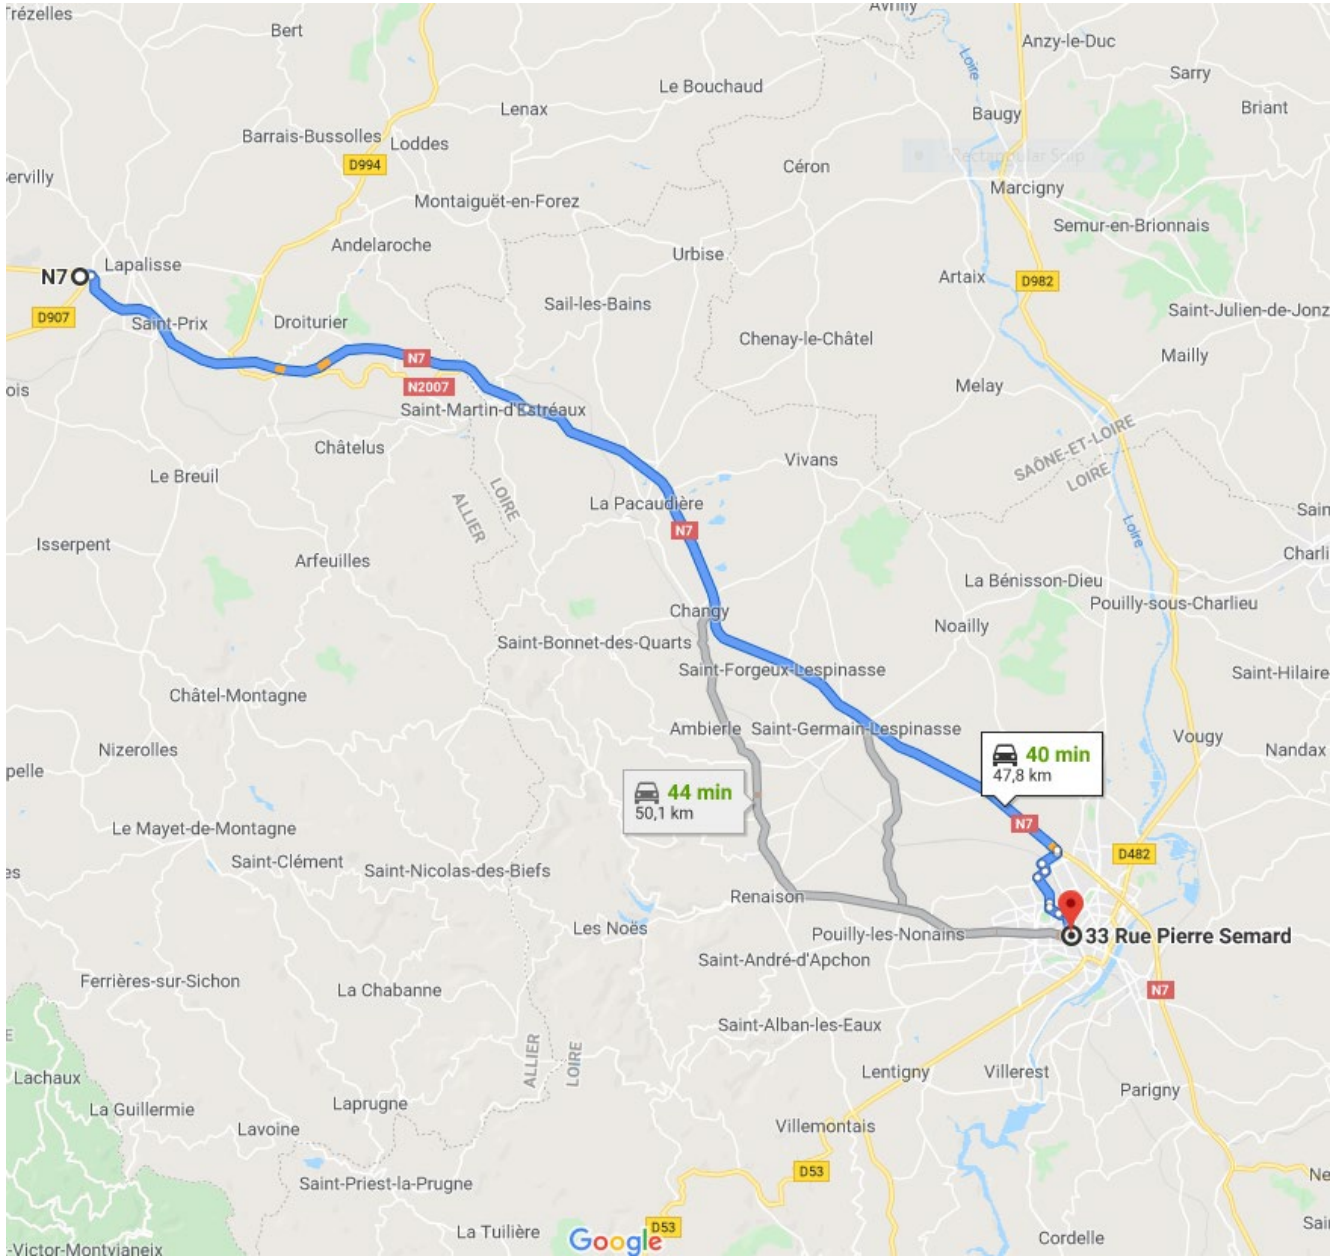 Trézelles
Bert
Avrilly
Anzy-le-Duc
Loire
Sarry
Le Bouchaud
Lenax
Baugy
Briant
Barrais-Bussolles
Loddes
D994
Rectangular Snip
Céron
Servilly
Marcigny
Montaiguët-en-Forez
Semur-en-Brionnais
Andelaroche
Urbise
N7
Lapalisse
Artaix
D982
Sail-les-Bains
D907
Saint-Prix
Droiturier
Saint-Julien-de-Jonz
Chenay-le-Châtel
N7
Mailly
N2007
Melay
ois
Saint-Martin-d'Estréaux
SAÔNE-ET-LOIRE
LOIRE
Châtelus
Vivans
Le Breuil
LOIRE
ALLIER
La Pacaudière
N7
Loire
Sain
Isserpent
Charli
Arfeuilles
La Bénisson-Dieu
Pouilly-sous-Charlieu
Changy
Noailly
Saint-Bonnet-des-Quarts
Saint-Forgeux-Lespinasse
Saint-Hilaire
Châtel-Montagne
Ambierle
Saint-Germain-Lespinasse
Vougy
Nizerolles
Nandax
40 min
47,8 km
pelle
44 min
50,1 km
Le Mayet-de-Montagne
N7
D482
Saint-Clément
Saint-Nicolas-des-Biefs
es
Renaison
Les Noës
Pouilly-les-Nonains
33 Rue Pierre Semard
Saint-André-d'Apchon
Ferrières-sur-Sichon
La Chabanne
N7
Saint-Alban-les-Eaux
E
ALLIER
LOIRE
Lachaux
Lentigny
Villerest
Parigny
La Guillermie
Laprugne
Lavoine
Villemontais
D53
Ne
Saint-Priest-la-Prugne
La Tuilière
D53
Sai
Google
Cordelle
-Victor-Montvianeix